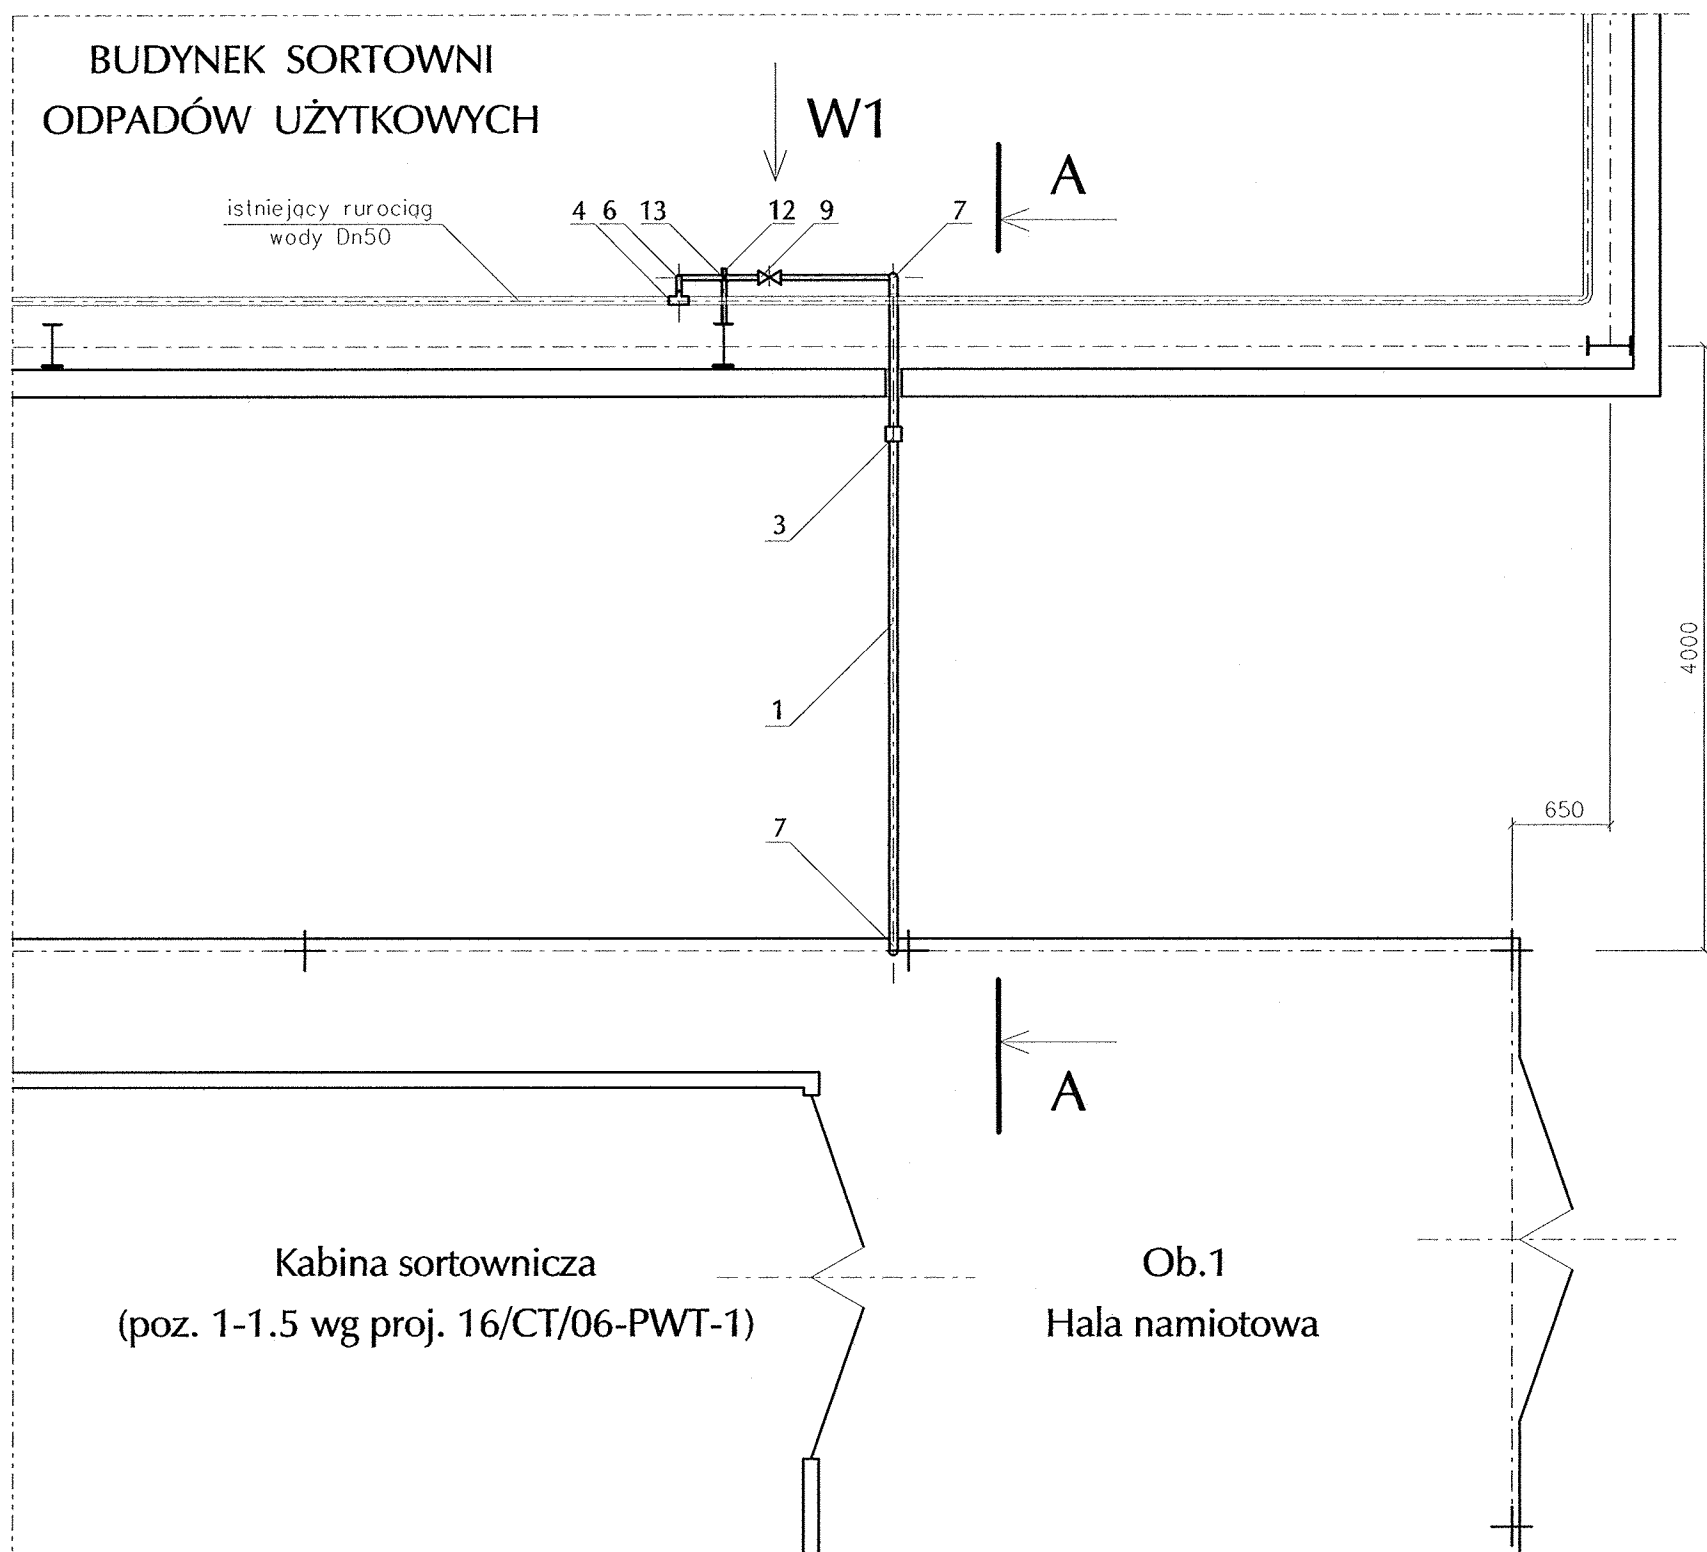 BUDYNEK SORTOWNI
ODPADÓW UŻYTKOWYCH
W1
A
istniejący rurociąg
wody Dn50
4 6 13 12 9 7
3
1
4000
650
7
A
Kabina sortownicza
(poz. 1-1.5 wg proj. 16/CT/06-PWT-1)
Ob.1
Hala namiotowa